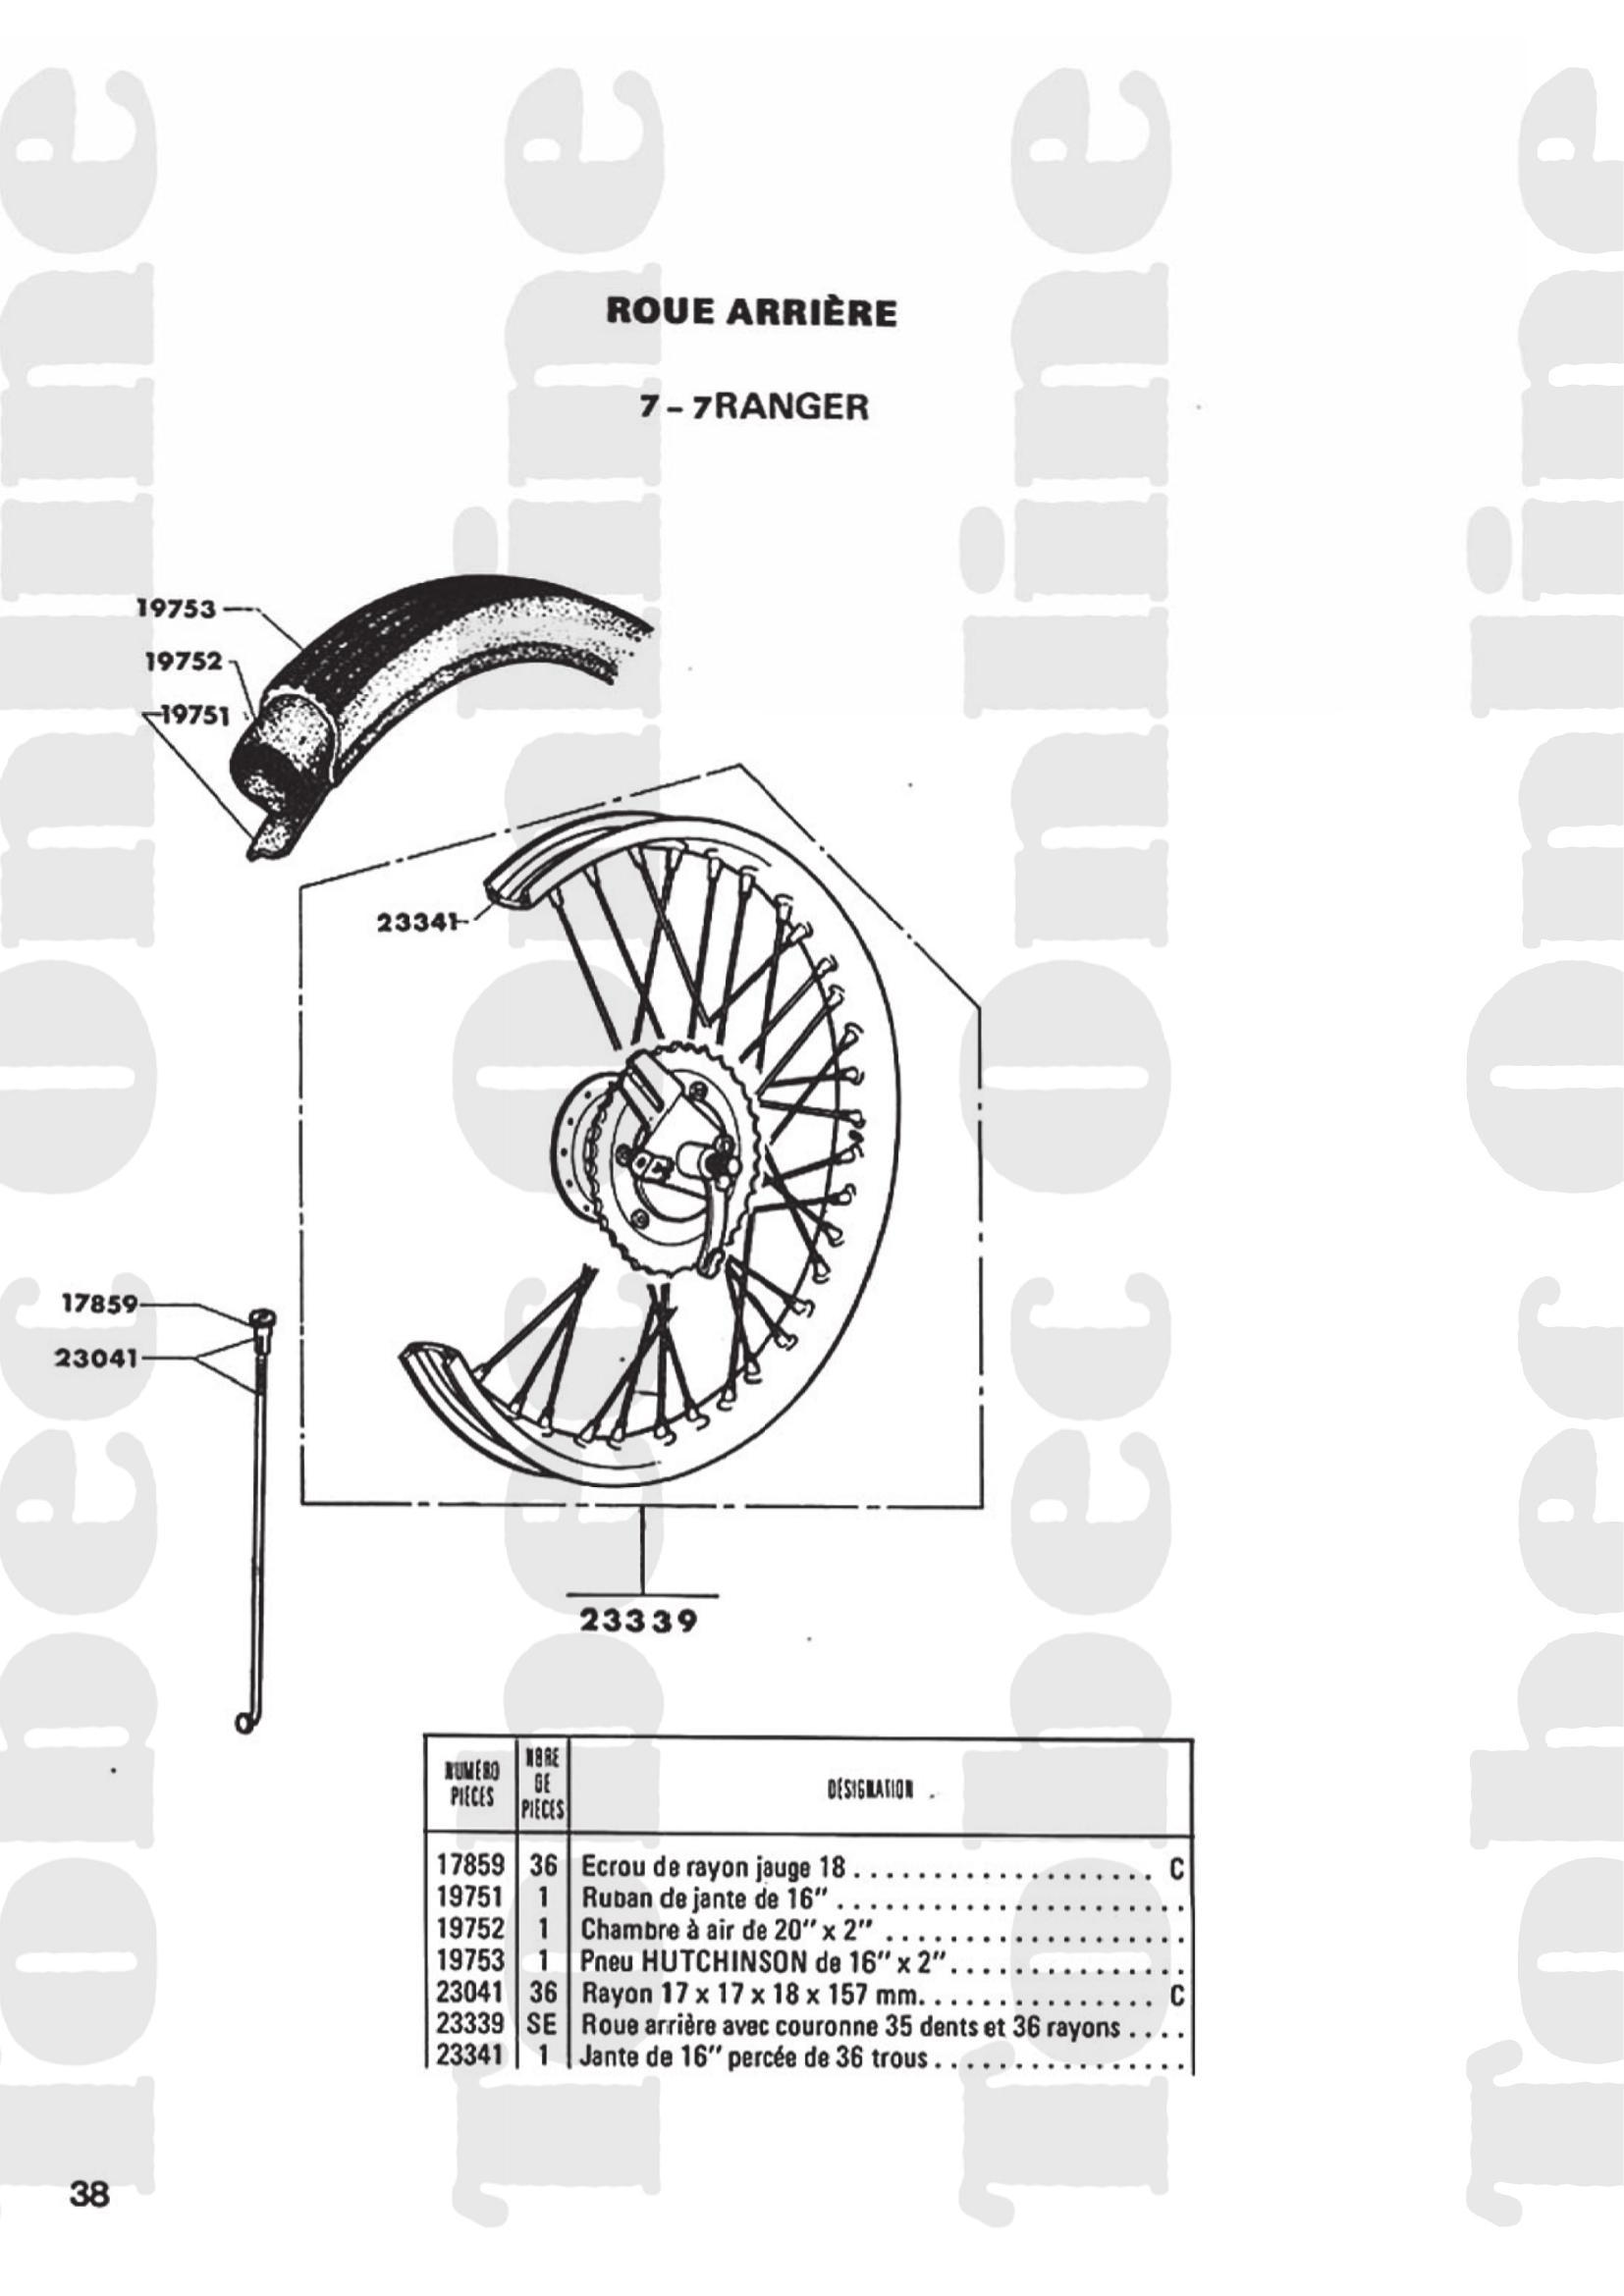 ROUE ARRIÈRE
7 - 7RANGER
19753
19752
19751
23341
17859
23041
23339
NUMÉRO PIÈCES
NBRE DE PIÈCES
DÉSIGNATION
17859 36 Ecrou de rayon jauge 18 . . . . . . . . . . . . . . . . . . . C
19751 1 Ruban de jante de 16" . . . . . . . . . . . . . . . . . . . . . .
19752 1 Chambre à air de 20" x 2" . . . . . . . . . . . . . . . . . . .
19753 1 Pneu HUTCHINSON de 16" x 2" . . . . . . . . . . . . . . .
23041 36 Rayon 17 x 17 x 18 x 157 mm. . . . . . . . . . . . . . . . C
23339 SE Roue arrière avec couronne 35 dents et 36 rayons . . . .
23341 1 Jante de 16" percée de 36 trous . . . . . . . . . . . . . . . .
38